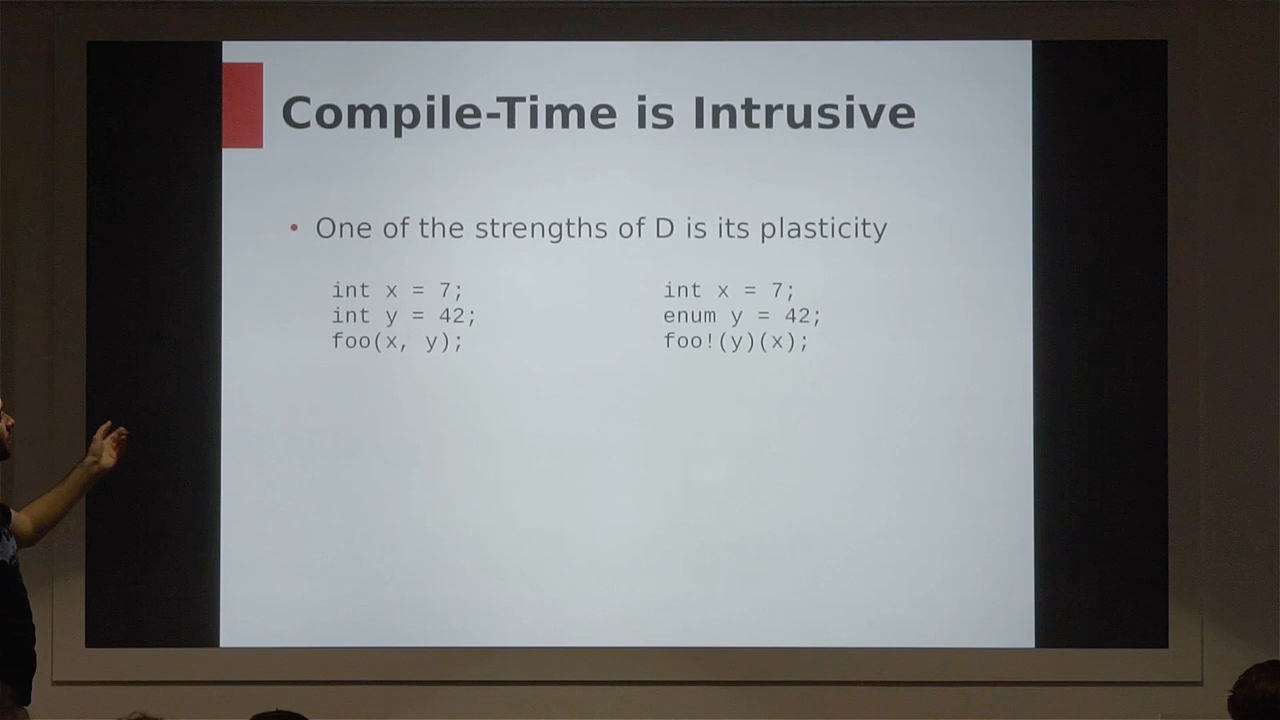 Compile-Time is Intrusive
• One of the strengths of D is its plasticity
int x = 7;
int y = 42;
foo(x, y);
int x = 7;
enum y = 42;
foo!(y)(x);